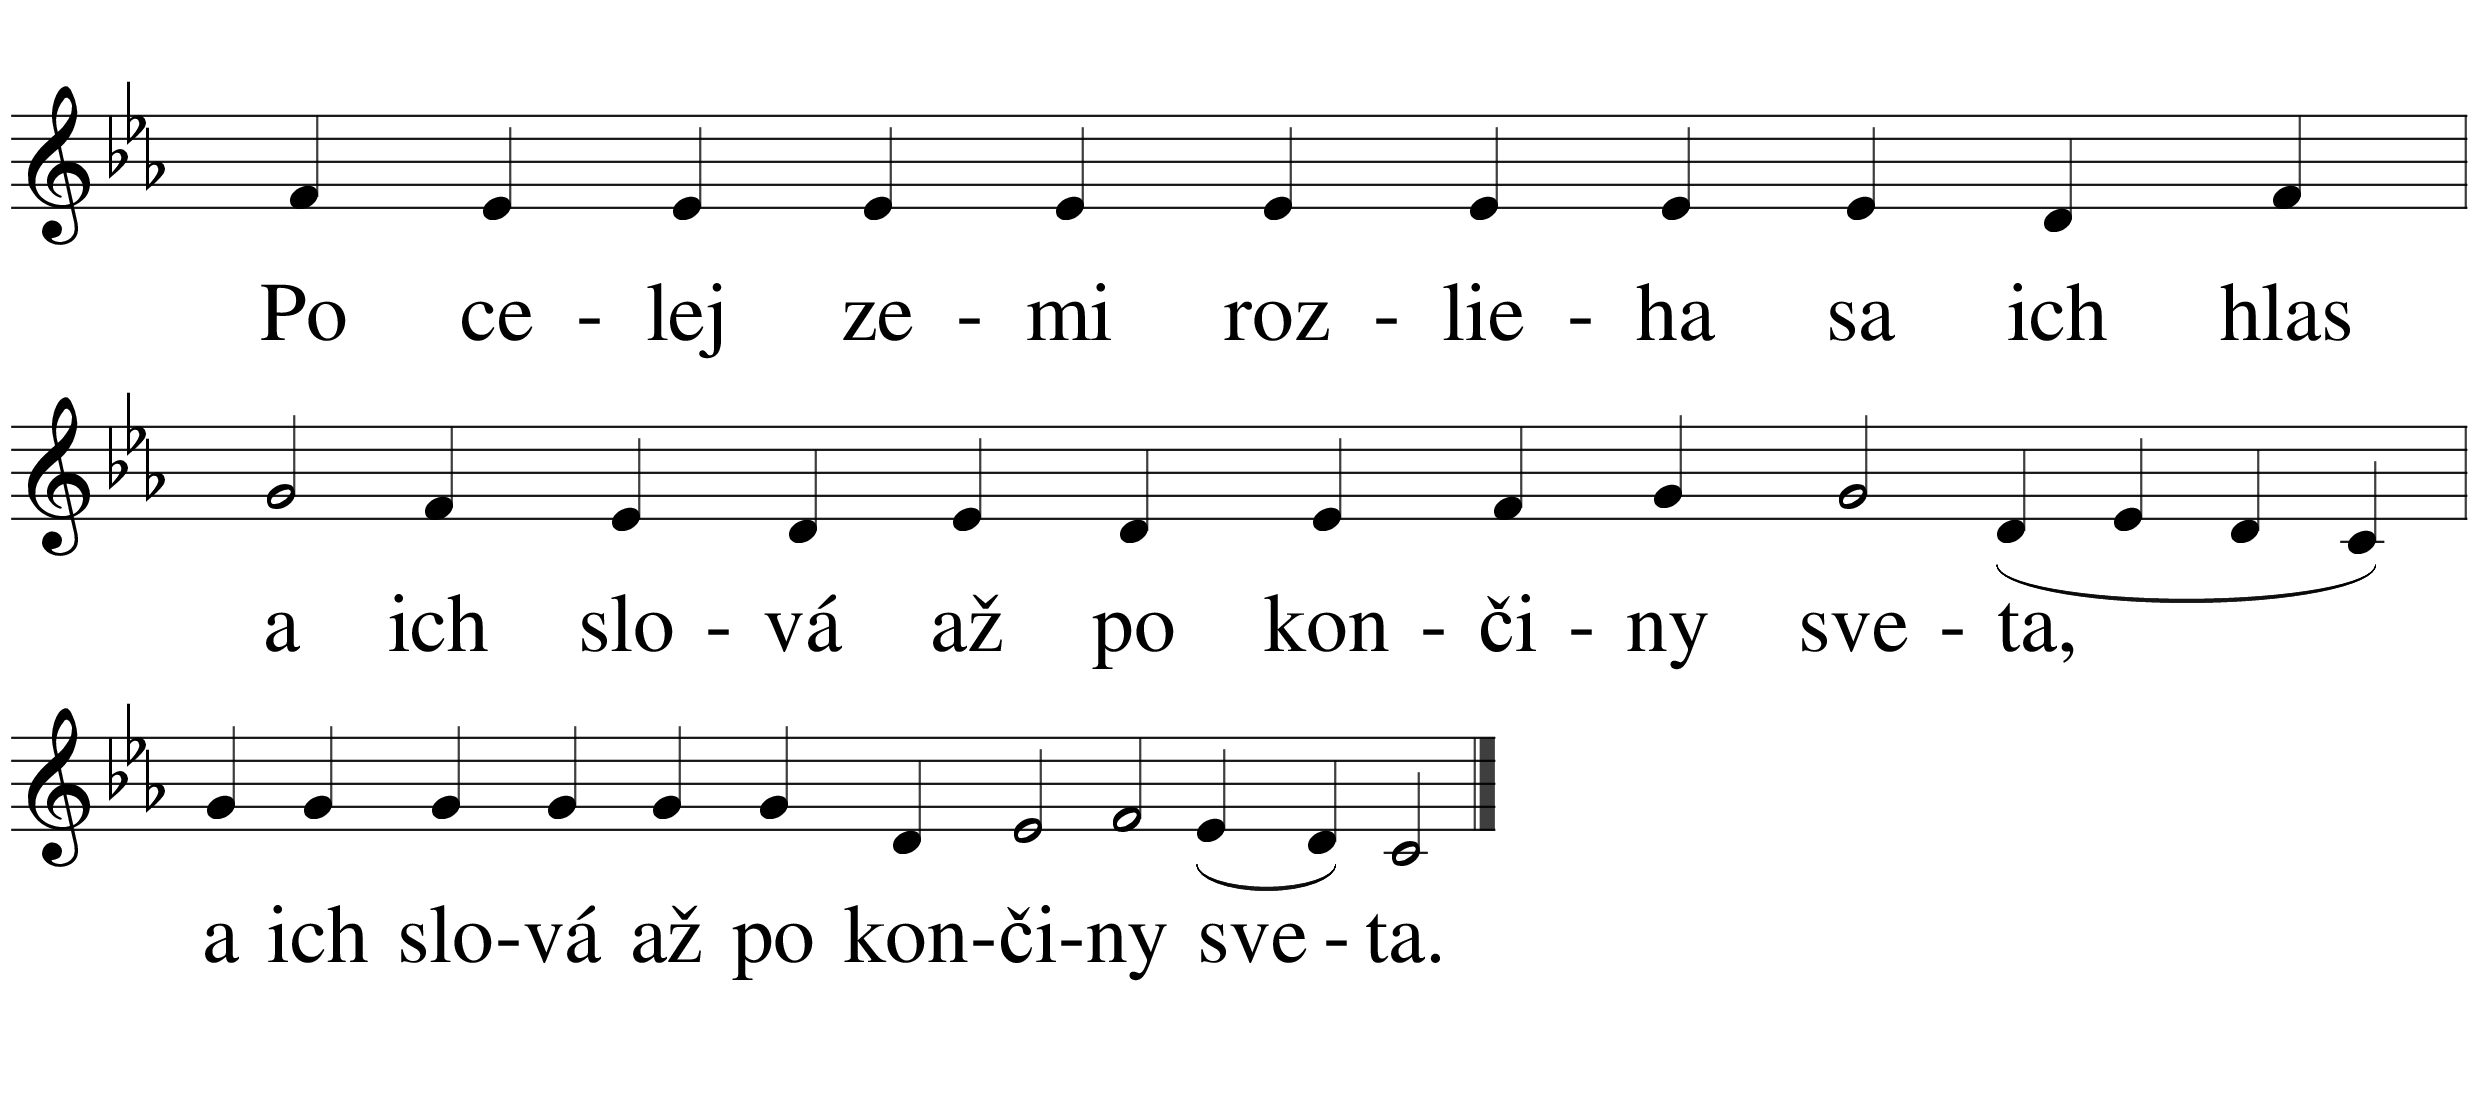 Po ce - lej ze - mi roz - lie - ha sa ich hlas
a ich slo - vá až po kon - či - ny sve - ta,
a ich slo-vá až po kon-či-ny sve - ta.